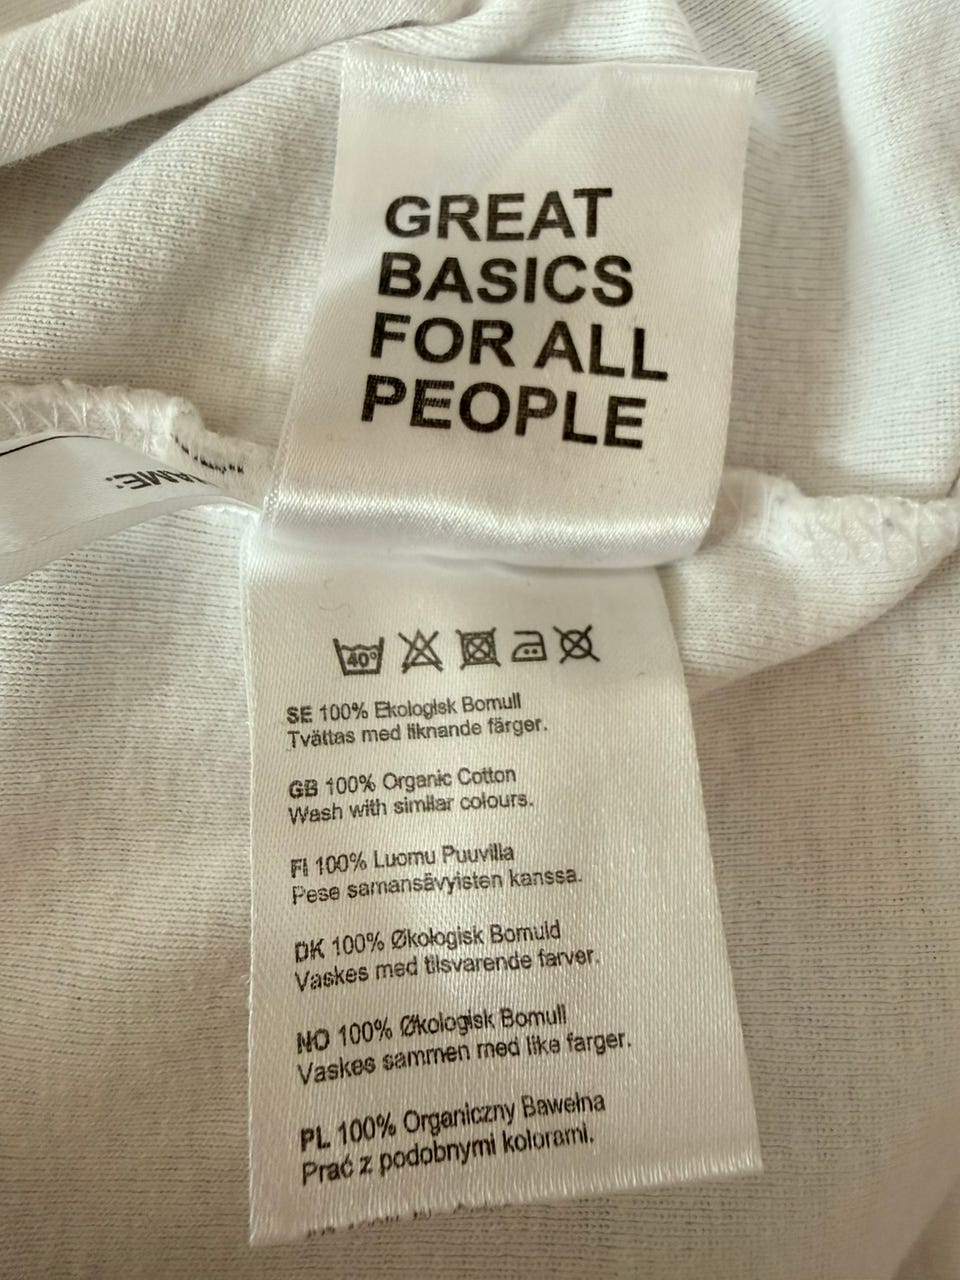 GREAT
BASICS
FOR ALL
PEOPLE
40°
SE 100% Ekologisk Bomull
Tvättas med liknande färger.
GB 100% Organic Cotton
Wash with similar colours.
FI 100% Luomu Puuvilla
Pese samansävyisten kanssa.
DK 100% Økologisk Bomuld
Vaskes med tilsvarende farver.
NO 100% Økologisk Bomull
Vaskes sammen med like farger.
PL 100% Organiczny Bawełna
Prać z podobnymi kolorami.